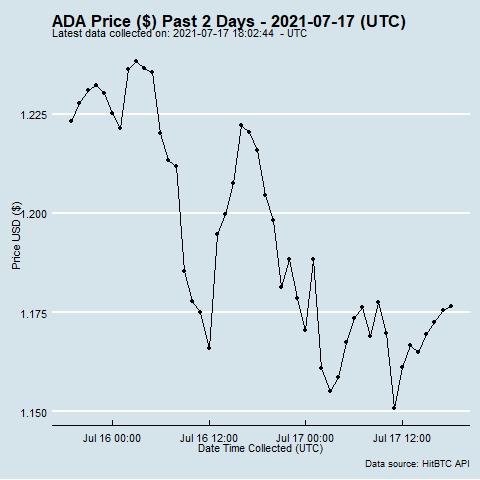 ADA Price ($) Past 2 Days - 2021-07-17 (UTC)
Latest data collected on: 2021-07-17 18:02:44 - UTC
1.225
1.200
1.175
1.150
Price USD ($)
Jul 16 00:00 Jul 16 12:00 Jul 17 00:00 Jul 17 12:00
Date Time Collected (UTC)
Data source: HitBTC API